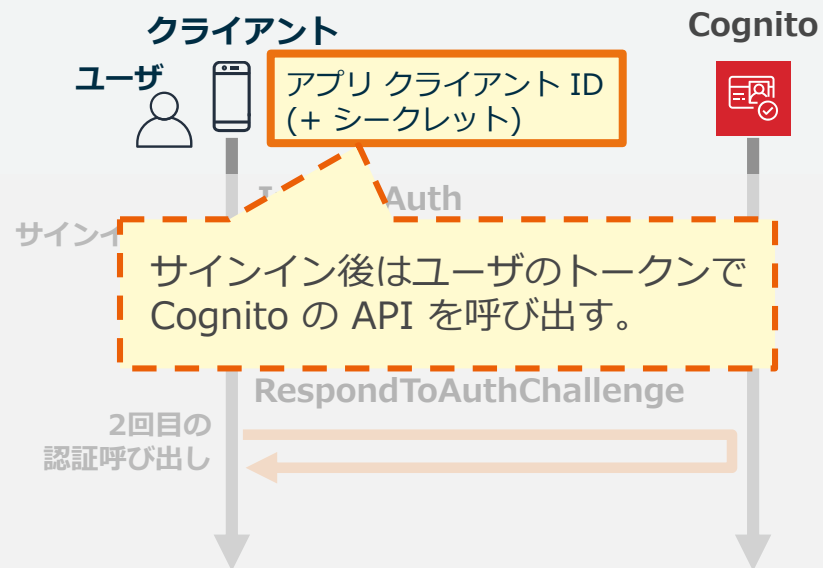 クライアント
Cognito
ユーザ
アプリ クライアント ID
(+ シークレット)
Auth
サインイ
サインイン後はユーザのトークンで
Cognito の API を呼び出す。
RespondToAuthChallenge
2回目の
認証呼び出し